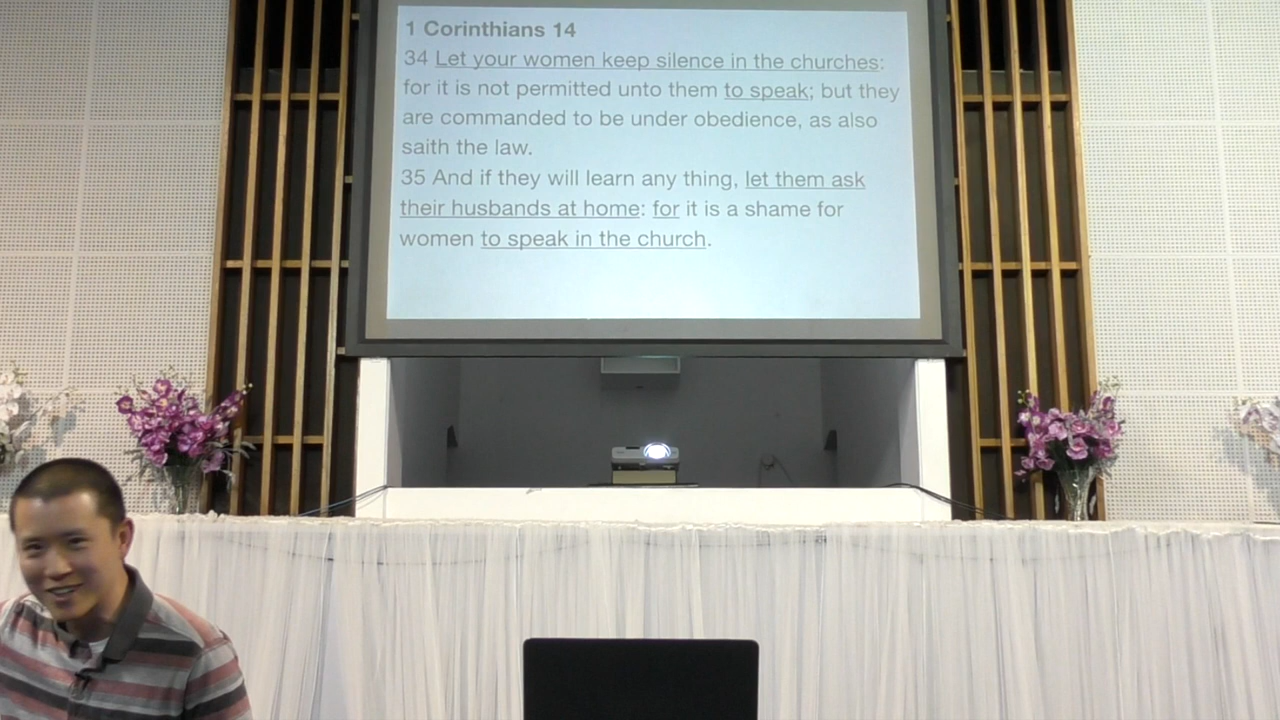 1 Corinthians 14
34 Let your women keep silence in the churches:
for it is not permitted unto them to speak; but they
are commanded to be under obedience, as also
saith the law.
35 And if they will learn any thing, let them ask
their husbands at home: for it is a shame for
women to speak in the church.